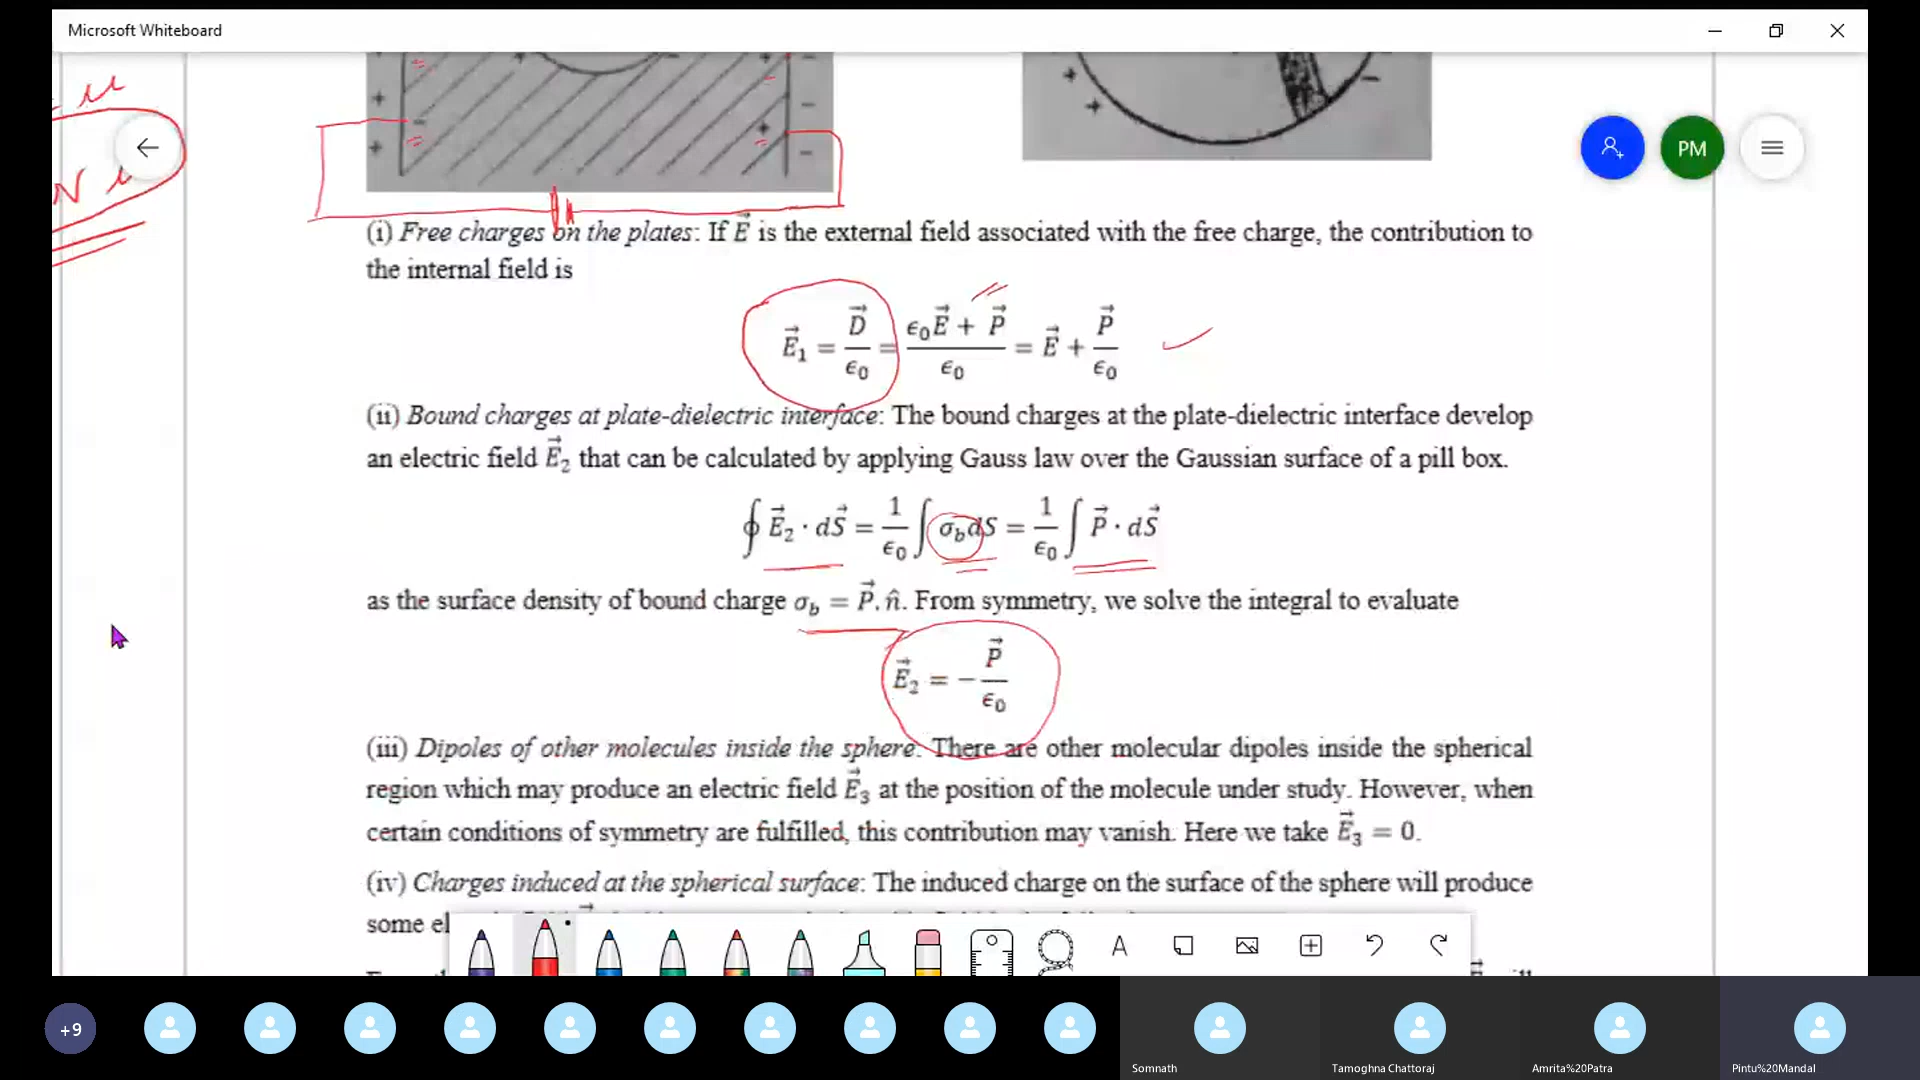 Microsoft Whiteboard
PM
(i) Free charges on the plates: If E⃗ is the external field associated with the free charge, the contribution to
the internal field is
E⃗₁ = D⃗/ϵ₀ = (ϵ₀E⃗ + P⃗)/ϵ₀ = E⃗ + P⃗/ϵ₀
(ii) Bound charges at plate-dielectric interface: The bound charges at the plate-dielectric interface develop
an electric field E⃗₂ that can be calculated by applying Gauss law over the Gaussian surface of a pill box.
∮ E⃗₂ · dS⃗ = 1/ϵ₀ ∫ σ_b dS = 1/ϵ₀ ∫ P⃗ · dS⃗
as the surface density of bound charge σ_b = P⃗. n̂. From symmetry, we solve the integral to evaluate
E⃗₂ = − P⃗/ϵ₀
(iii) Dipoles of other molecules inside the sphere: There are other molecular dipoles inside the spherical
region which may produce an electric field E⃗₃ at the position of the molecule under study. However, when
certain conditions of symmetry are fulfilled, this contribution may vanish. Here we take E⃗₃ = 0.
(iv) Charges induced at the spherical surface: The induced charge on the surface of the sphere will produce
some
A
+9
Somnath
Tamoghna Chattoraj
Amrita%20Patra
Pintu%20Mandal